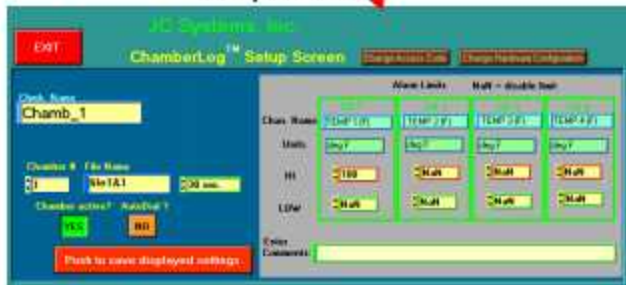 JC Systems, Inc.
EXIT
ChamberLog™ Setup Screen
Change Access Code
Change Hardware Configuration
Alarm Limits NaN = disable limit
Chamb_1
Chan. Name TEMP 1 (F) TEMP 2 (F) TEMP 3 (F) TEMP 4 (F)
Units deg F deg F deg F deg F
Chamber # File Name
1
30 sec.
HI 100 NaN NaN NaN
Chamber active? AutoDial ?
LOW NaN NaN NaN NaN
YES NO
Enter
Comments:
Push to save displayed settings